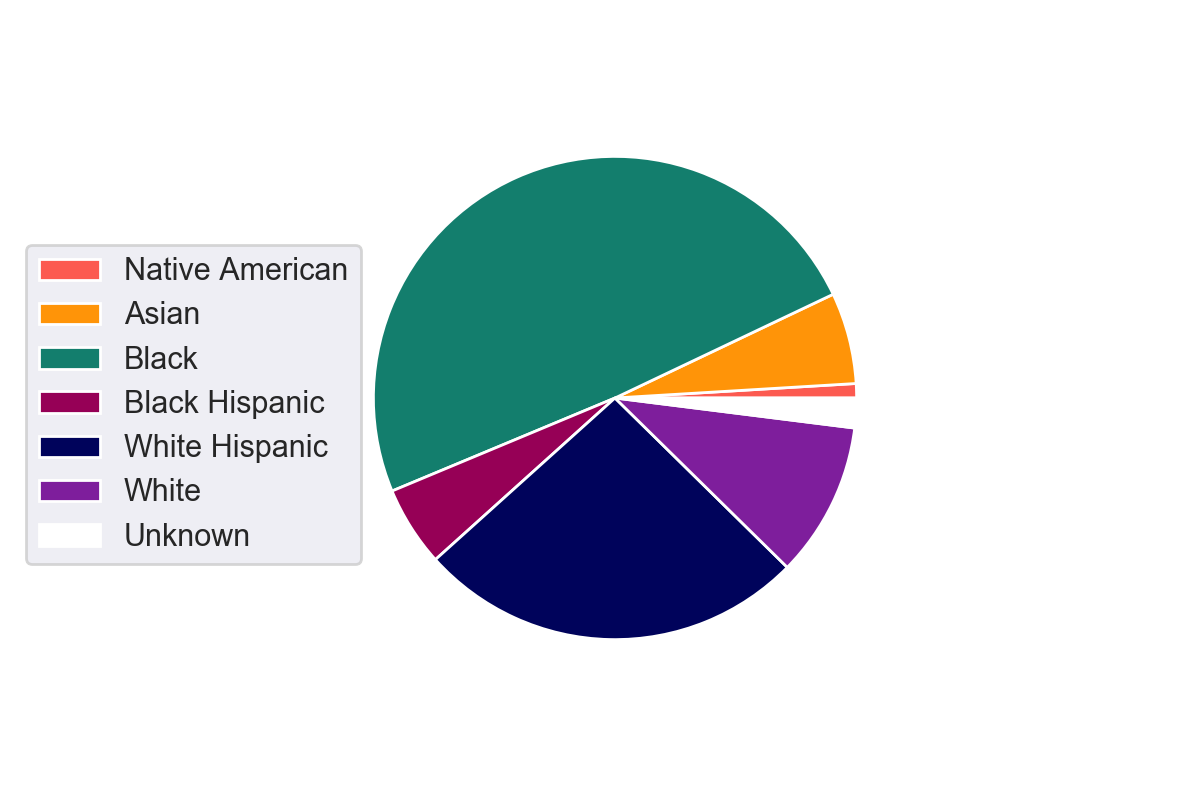 Native American
Asian
Black
Black Hispanic
White Hispanic
White
Unknown